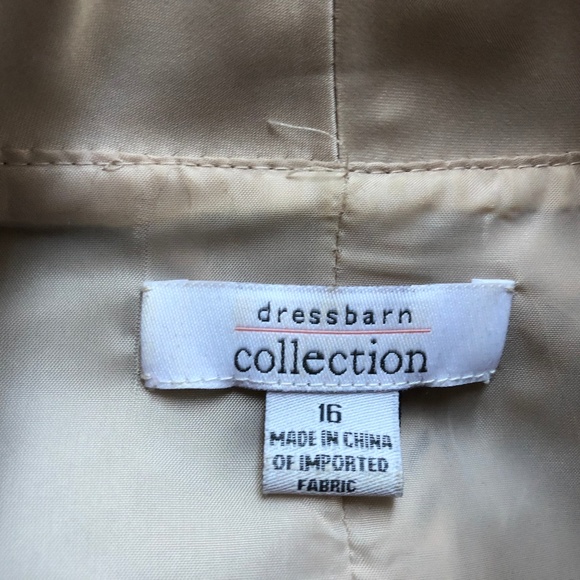 dressbarn
collection
16
MADE IN CHINA
OF IMPORTED
FABRIC